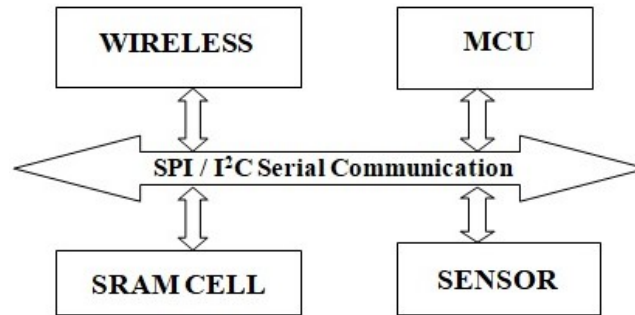 WIRELESS
MCU
SPI / I²C Serial Communication
SRAM CELL
SENSOR